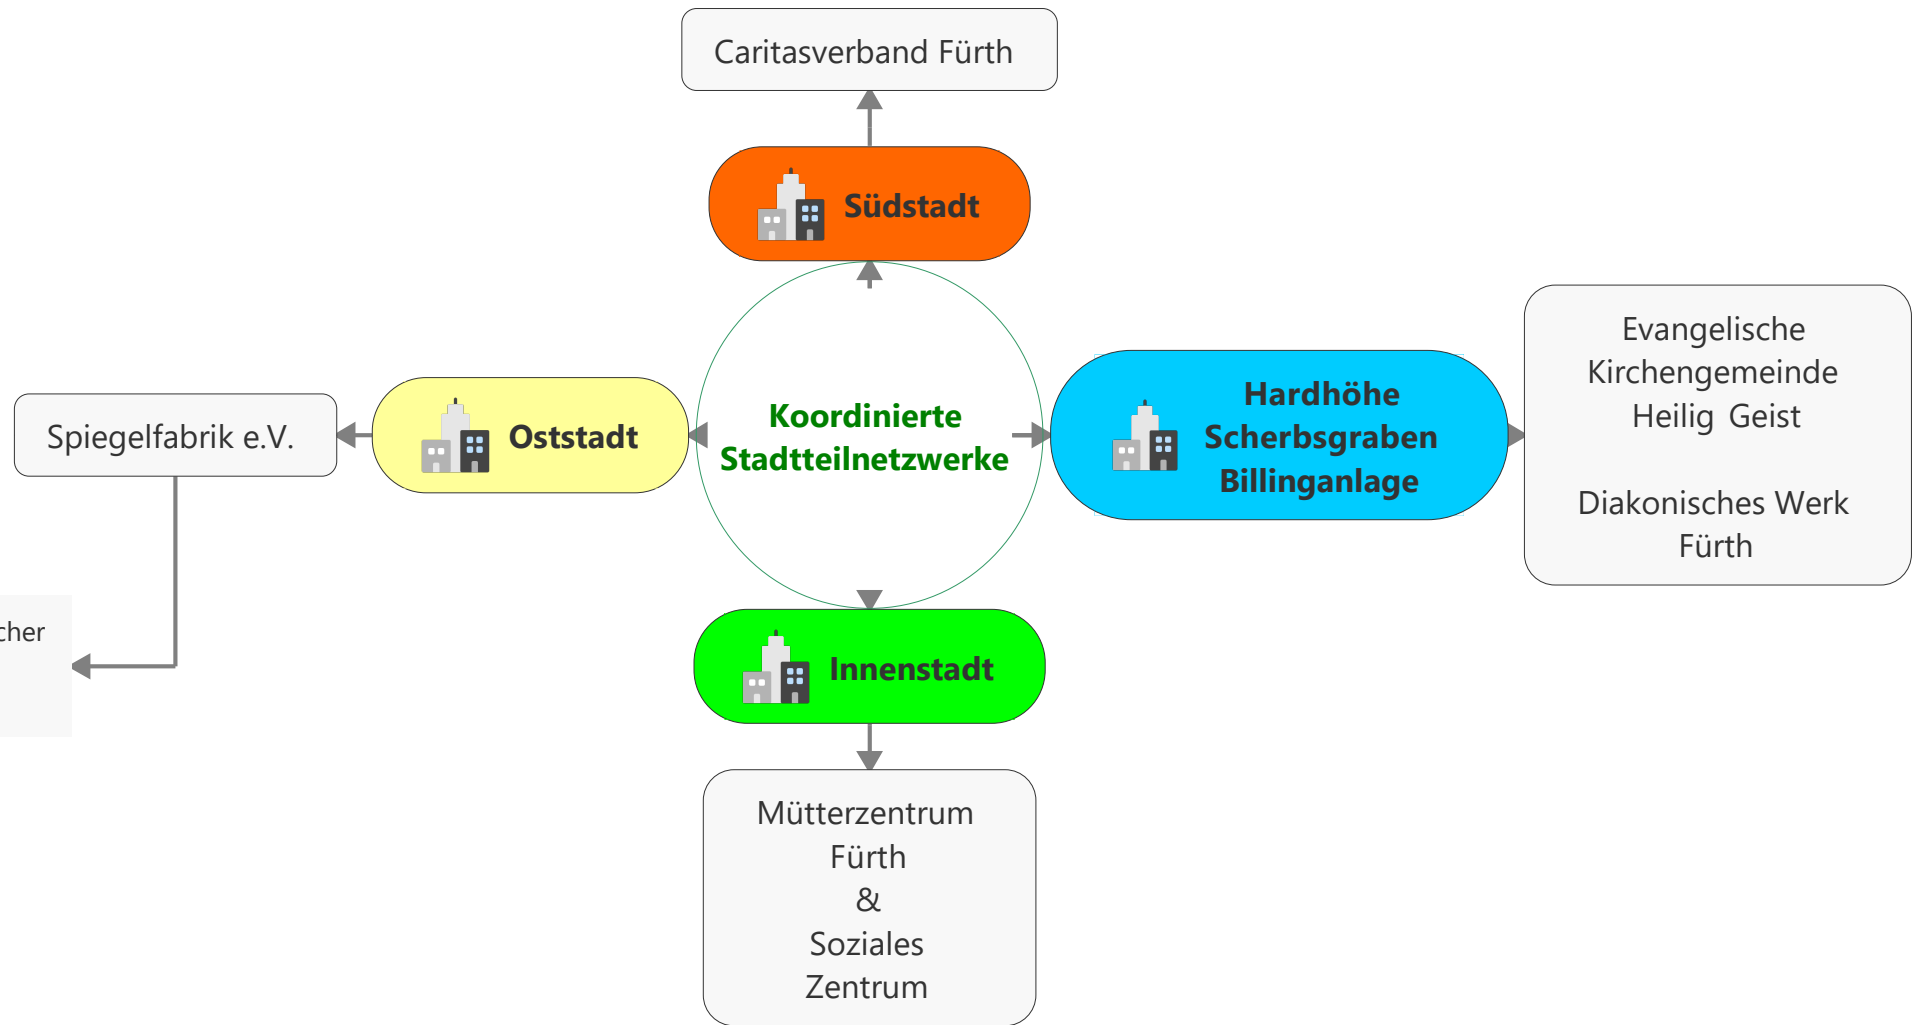 Caritasverband Fürth
Südstadt
Evangelische
Kirchengemeinde
Heilig Geist
Diakonisches Werk
Fürth
Hardhöhe
Scherbsgraben
Billinganlage
Koordinierte
Stadtteilnetzwerke
Oststadt
Spiegelfabrik e.V.
Innenstadt
Mütterzentrum
Fürth
&
Soziales
Zentrum